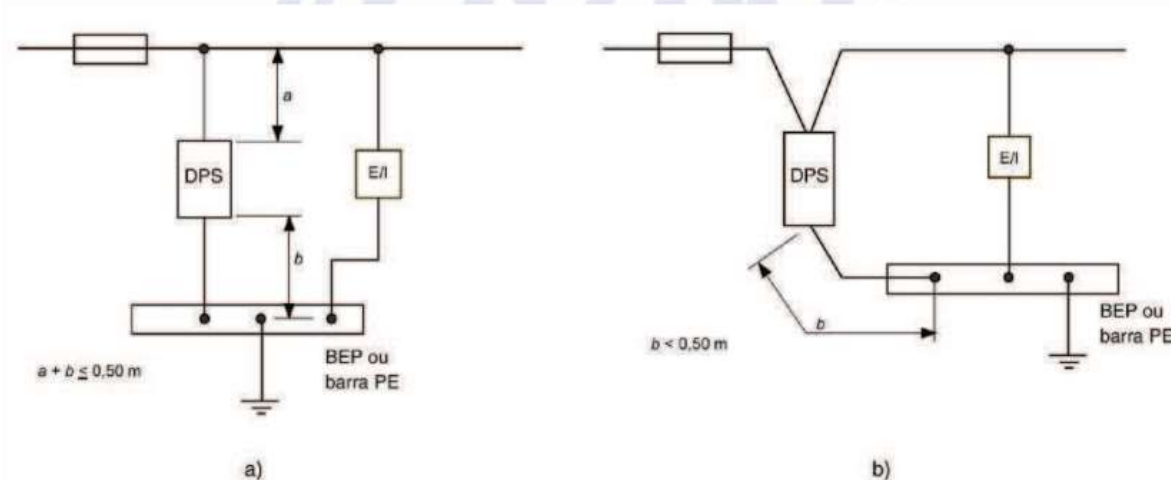 a
DPS
E/I
b
BEP ou
barra PE
a + b ≤ 0,50 m
a)
DPS
E/I
b
BEP ou
barra PE
b < 0,50 m
b)